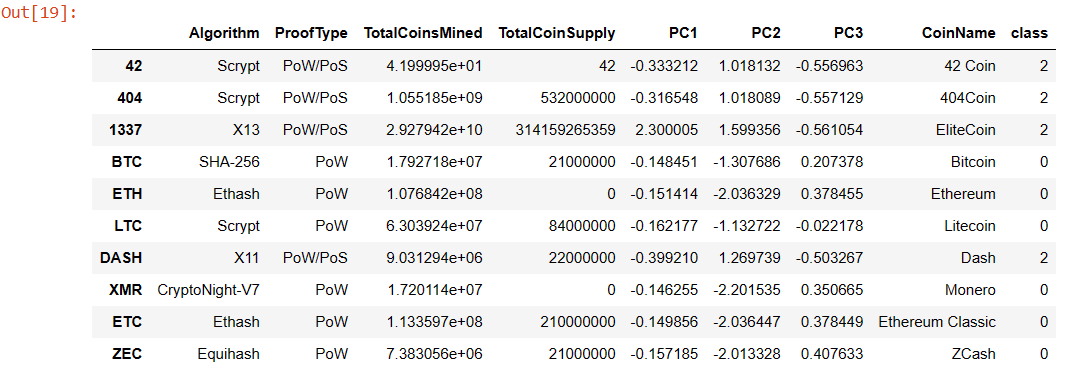 Out[19]:
Algorithm ProofType TotalCoinsMined TotalCoinSupply PC1 PC2 PC3 CoinName class
42 Scrypt PoW/PoS 4.199995e+01 42 -0.333212 1.018132 -0.556963 42 Coin 2
404 Scrypt PoW/PoS 1.055185e+09 532000000 -0.316548 1.018089 -0.557129 404Coin 2
1337 X13 PoW/PoS 2.927942e+10 314159265359 2.300005 1.599356 -0.561054 EliteCoin 2
BTC SHA-256 PoW 1.792718e+07 21000000 -0.148451 -1.307686 0.207378 Bitcoin 0
ETH Ethash PoW 1.076842e+08 0 -0.151414 -2.036329 0.378455 Ethereum 0
LTC Scrypt PoW 6.303924e+07 84000000 -0.162177 -1.132722 -0.022178 Litecoin 0
DASH X11 PoW/PoS 9.031294e+06 22000000 -0.399210 1.269739 -0.503267 Dash 2
XMR CryptoNight-V7 PoW 1.720114e+07 0 -0.146255 -2.201535 0.350665 Monero 0
ETC Ethash PoW 1.133597e+08 210000000 -0.149856 -2.036447 0.378449 Ethereum Classic 0
ZEC Equihash PoW 7.383056e+06 21000000 -0.157185 -2.013328 0.407633 ZCash 0